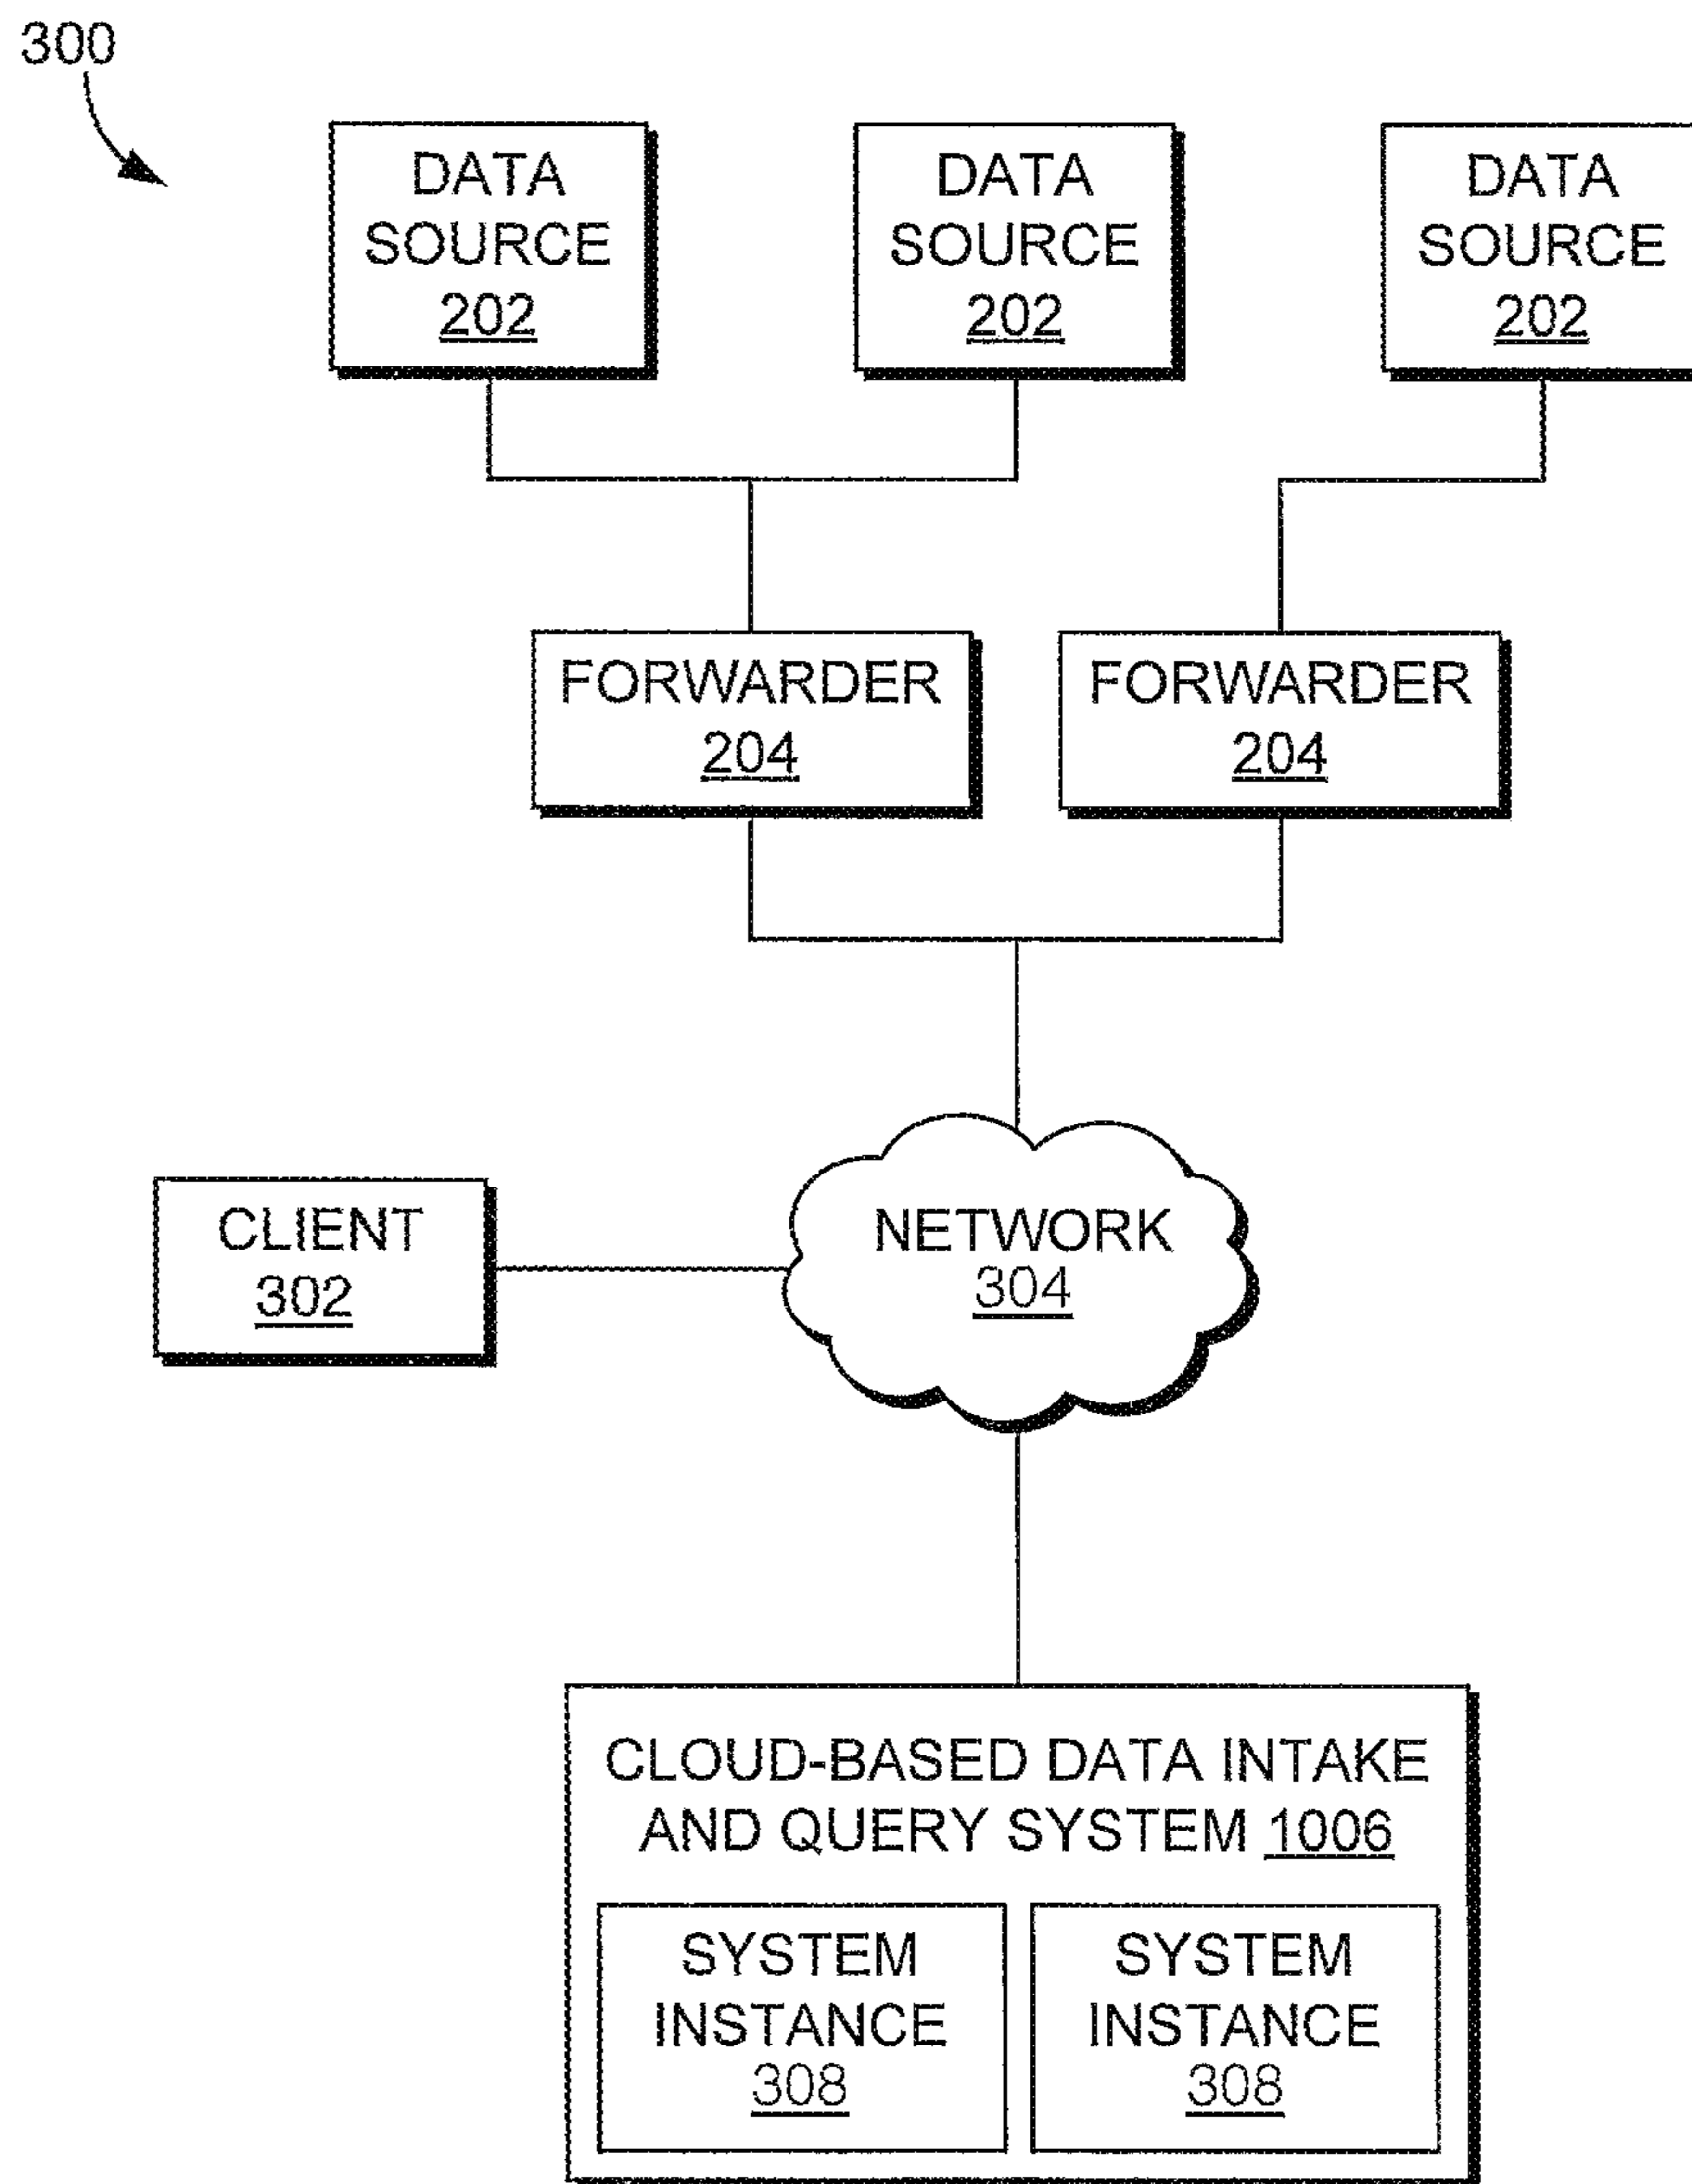 300
DATA
SOURCE
202
DATA
SOURCE
202
DATA
SOURCE
202
FORWARDER
204
FORWARDER
204
CLIENT
302
NETWORK
304
CLOUD-BASED DATA INTAKE
AND QUERY SYSTEM 1006
SYSTEM
INSTANCE
308
SYSTEM
INSTANCE
308